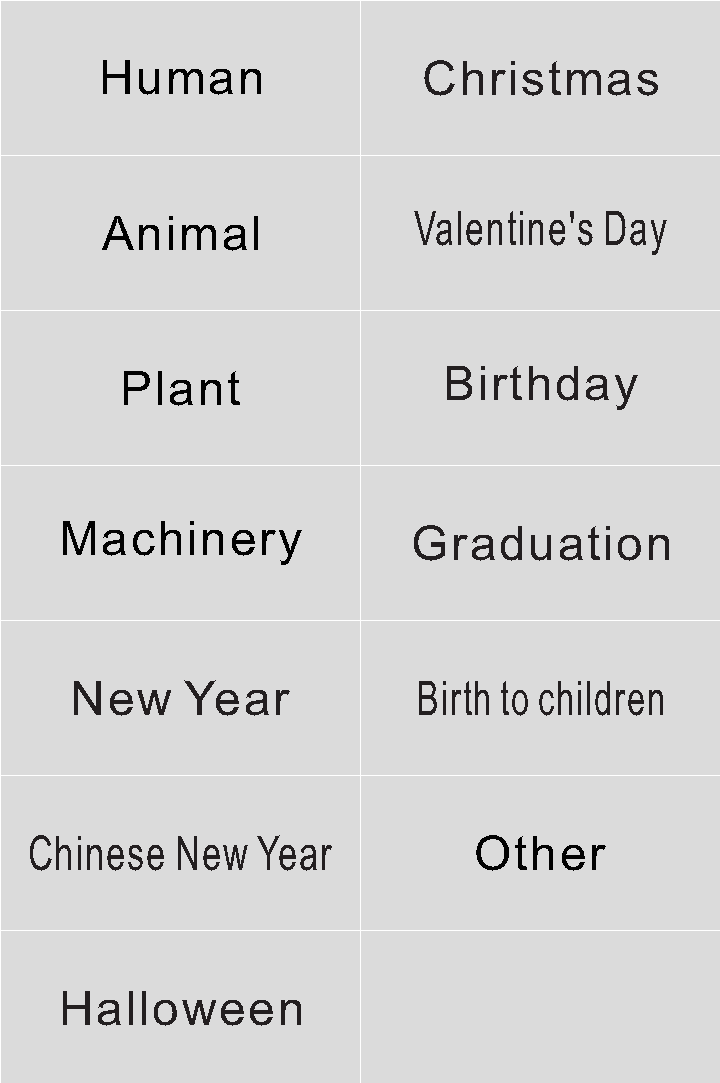 Human
Christmas
Animal
Valentine's Day
Plant
Birthday
Machinery
Graduation
New Year
Birth to children
Chinese New Year
Other
Halloween